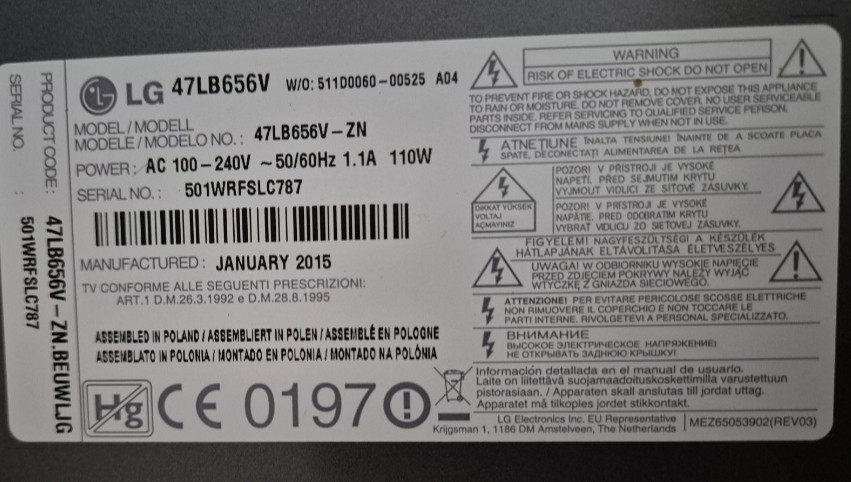 LG 47LB656V W/O: 511D0060-00525 A04
MODEL / MODELL
MODELE / MODELO NO. : 47LB656V-ZN
POWER : AC 100-240V ~50/60Hz 1.1A 110W
SERIAL NO. : 501WRFSLC787
MANUFACTURED : JANUARY 2015
TV CONFORME ALLE SEGUENTI PRESCRIZIONI:
ART.1 D.M.26.3.1992 e D.M.28.8.1995
ASSEMBLED IN POLAND / ASSEMBLIERT IN POLEN / ASSEMBLÉ EN POLOGNE
ASSEMBLATO IN POLONIA / MONTADO EN POLONIA / MONTADO NA POLÔNIA
Hg CE 0197
PRODUCT CODE : 47LB656V-ZN.BEUWLJG
SERIAL NO. : 501WRFSLC787
WARNING
RISK OF ELECTRIC SHOCK DO NOT OPEN
TO PREVENT FIRE OR SHOCK HAZARD, DO NOT EXPOSE THIS APPLIANCE
TO RAIN OR MOISTURE. DO NOT REMOVE COVER. NO USER SERVICEABLE
PARTS INSIDE. REFER SERVICING TO QUALIFIED SERVICE PERSON.
DISCONNECT FROM MAINS SUPPLY WHEN NOT IN USE.
ATNEȚIUNE ÎNALTA TENSIUNE! ÎNAINTE DE A SCOATE PLACA
SPATE, DECONECTAȚI ALIMENTAREA DE LA REȚEA
DİKKAT YÜKSEK
VOLTAJ
AÇMAYINIZ
POZOR! V PŘÍSTROJI JE VYSOKÉ
NAPĚTÍ, PŘED SEJMUTIM KRYTU
VYJMOUT VIDLICI ZE SÍŤOVÉ ZÁSUVKY.
POZOR! V PRÍSTROJI JE VYSOKÉ
NAPÄTIE, PRED ODOBRATIM KRYTU
VYBRAT VIDLICU ZO SIEŤOVEJ ZÁSUVKY.
FIGYELEM! NAGYFESZÜLTSÉG! A KÉSZÜLÉK
HÁTLAPJÁNAK ELTÁVOLÍTÁSA ÉLETVESZÉLYES
UWAGA! W ODBIORNIKU WYSOKIE NAPIĘCIE
PRZED ZDJĘCIEM POKRYWY NALEŻY WYJĄĆ
WTYCZKĘ Z GNIAZDA SIECIOWEGO.
ATTENZIONE! PER EVITARE PERICOLOSE SCOSSE ELETTRICHE
NON RIMUOVERE IL COPERCHIO E NON TOCCARE LE
PARTI INTERNE. RIVOLGETEVI A PERSONAL SPECIALIZZATO.
ВНИМАНИЕ
ВЫСОКОЕ ЭЛЕКТРИЧЕСКОЕ НАПРЯЖЕНИЕ!
НЕ ОТКРЫВАТЬ ЗАДНЮЮ КРЫШКУ!
Información detallada en el manual de usuario.
Laite on liitettävä suojamaadoituskoskettimilla varustettuun
pistorasiaan. / Apparaten skall anslutas till jordat uttag.
Apparatet må tilkoples jordet stikkontakt.
LG Electronics Inc. EU Representative
Krijgsman 1, 1186 DM Amstelveen, The Netherlands
MEZ65053902(REV03)